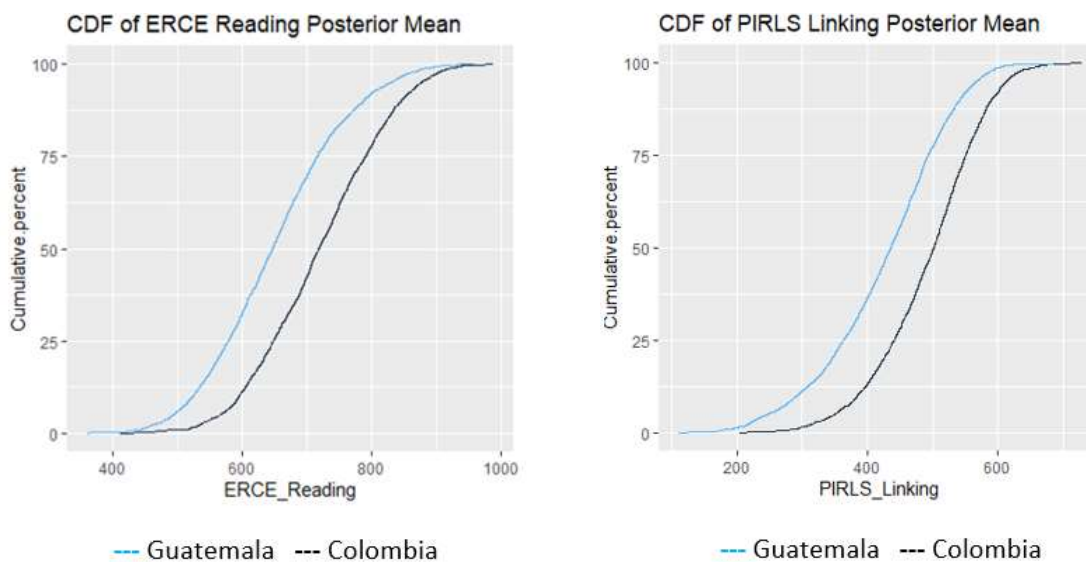 CDF of ERCE Reading Posterior Mean
100
75
50
25
0
Cumulative.percent
400 600 800 1000
ERCE_Reading
Guatemala Colombia
CDF of PIRLS Linking Posterior Mean
100
75
50
25
0
Cumulative.percent
200 400 600
PIRLS_Linking
Guatemala Colombia